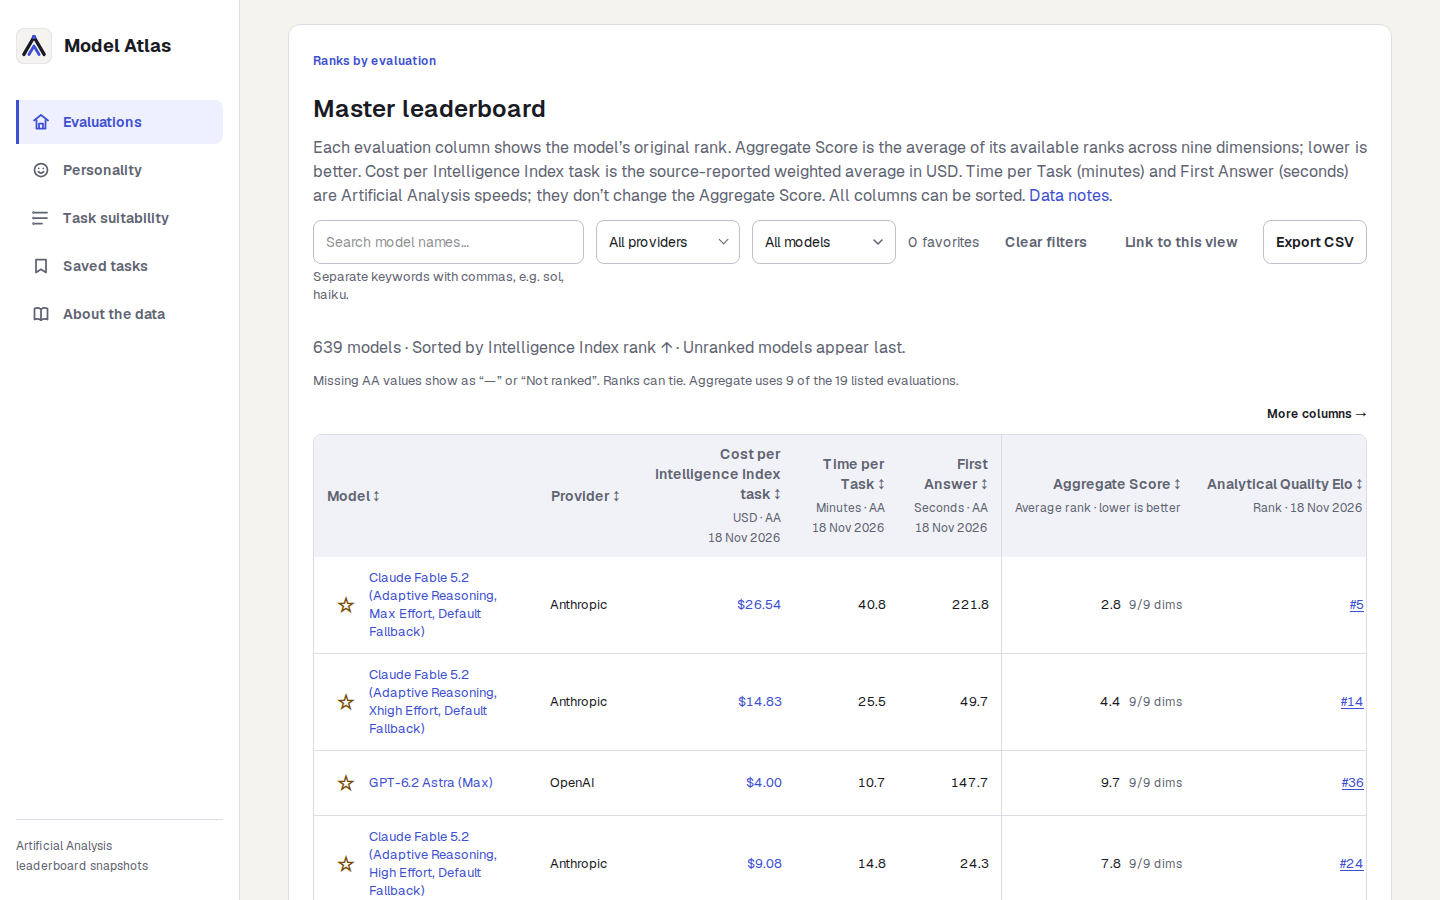 Model Atlas
Evaluations
Personality
Task suitability
Saved tasks
About the data
Artificial Analysis
leaderboard snapshots
Ranks by evaluation
Master leaderboard
Each evaluation column shows the model’s original rank. Aggregate Score is the average of its available ranks across nine dimensions; lower is
better. Cost per Intelligence Index task is the source-reported weighted average in USD. Time per Task (minutes) and First Answer (seconds)
are Artificial Analysis speeds; they don’t change the Aggregate Score. All columns can be sorted. Data notes.
Search model names… All providers All models 0 favorites Clear filters Link to this view Export CSV
Separate keywords with commas, e.g. sol,
haiku.
639 models · Sorted by Intelligence Index rank ↑ · Unranked models appear last.
Missing AA values show as “—” or “Not ranked”. Ranks can tie. Aggregate uses 9 of the 19 listed evaluations.
More columns →
Model ↕
Provider ↕
Cost per
Intelligence Index
task ↕
USD · AA
18 Nov 2026
Time per
Task ↕
Minutes · AA
18 Nov 2026
First
Answer ↕
Seconds · AA
18 Nov 2026
Aggregate Score ↕
Average rank · lower is better
Analytical Quality Elo ↕
Rank · 18 Nov 2026
Claude Fable 5.2
(Adaptive Reasoning,
Max Effort, Default
Fallback)
Anthropic $26.54 40.8 221.8 2.8 9/9 dims #5
Claude Fable 5.2
(Adaptive Reasoning,
Xhigh Effort, Default
Fallback)
Anthropic $14.83 25.5 49.7 4.4 9/9 dims #14
GPT-6.2 Astra (Max) OpenAI $4.00 10.7 147.7 9.7 9/9 dims #36
Claude Fable 5.2
(Adaptive Reasoning,
High Effort, Default
Fallback)
Anthropic $9.08 14.8 24.3 7.8 9/9 dims #24